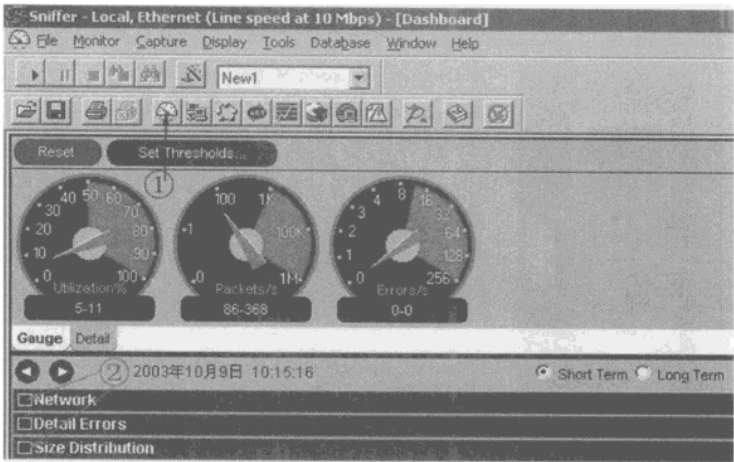 Sniffer - Local, Ethernet (Line speed at 10 Mbps) - [Dashboard]
File Monitor Capture Display Tools Database Window Help
New1
Reset Set Thresholds...
①
0 10 20 30 40 50 60 70 80 90 100
Utilization%
5-11
0 1 100 1K 100K 1M
Packets/s
86-368
0 1 2 3 4 8 16 32 64 128 256
Errors/s
0-0
Gauge Detail
② 2003年10月9日 10:15:16 Short Term Long Term
Network
Detail Errors
Size Distribution